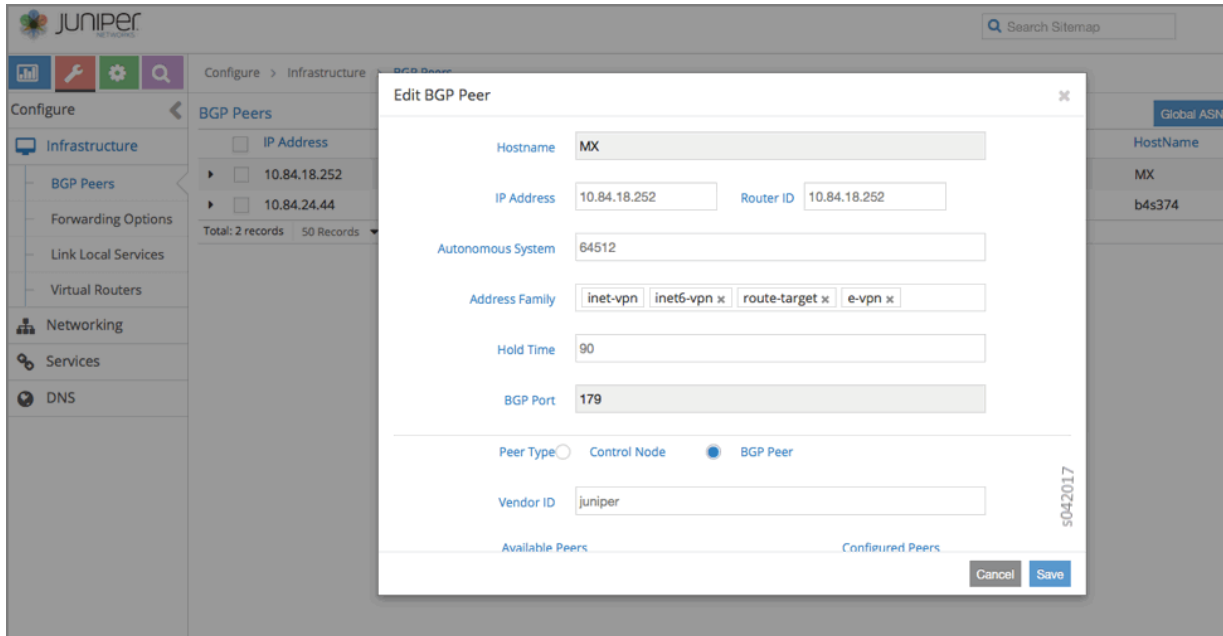 JUNIPEr
NETWORKS
Search Sitemap
Configure > Infrastructure > BGP Peers
Configure
BGP Peers
Global ASN
Infrastructure
IP Address
HostName
BGP Peers
10.84.18.252
MX
Forwarding Options
10.84.24.44
b4s374
Total: 2 records 50 Records
Link Local Services
Virtual Routers
Networking
Services
DNS
Edit BGP Peer
Hostname MX
IP Address 10.84.18.252 Router ID 10.84.18.252
Autonomous System 64512
Address Family inet-vpn inet6-vpn x route-target x e-vpn x
Hold Time 90
BGP Port 179
Peer Type Control Node BGP Peer
Vendor ID juniper
Available Peers Configured Peers
Cancel Save
s042017